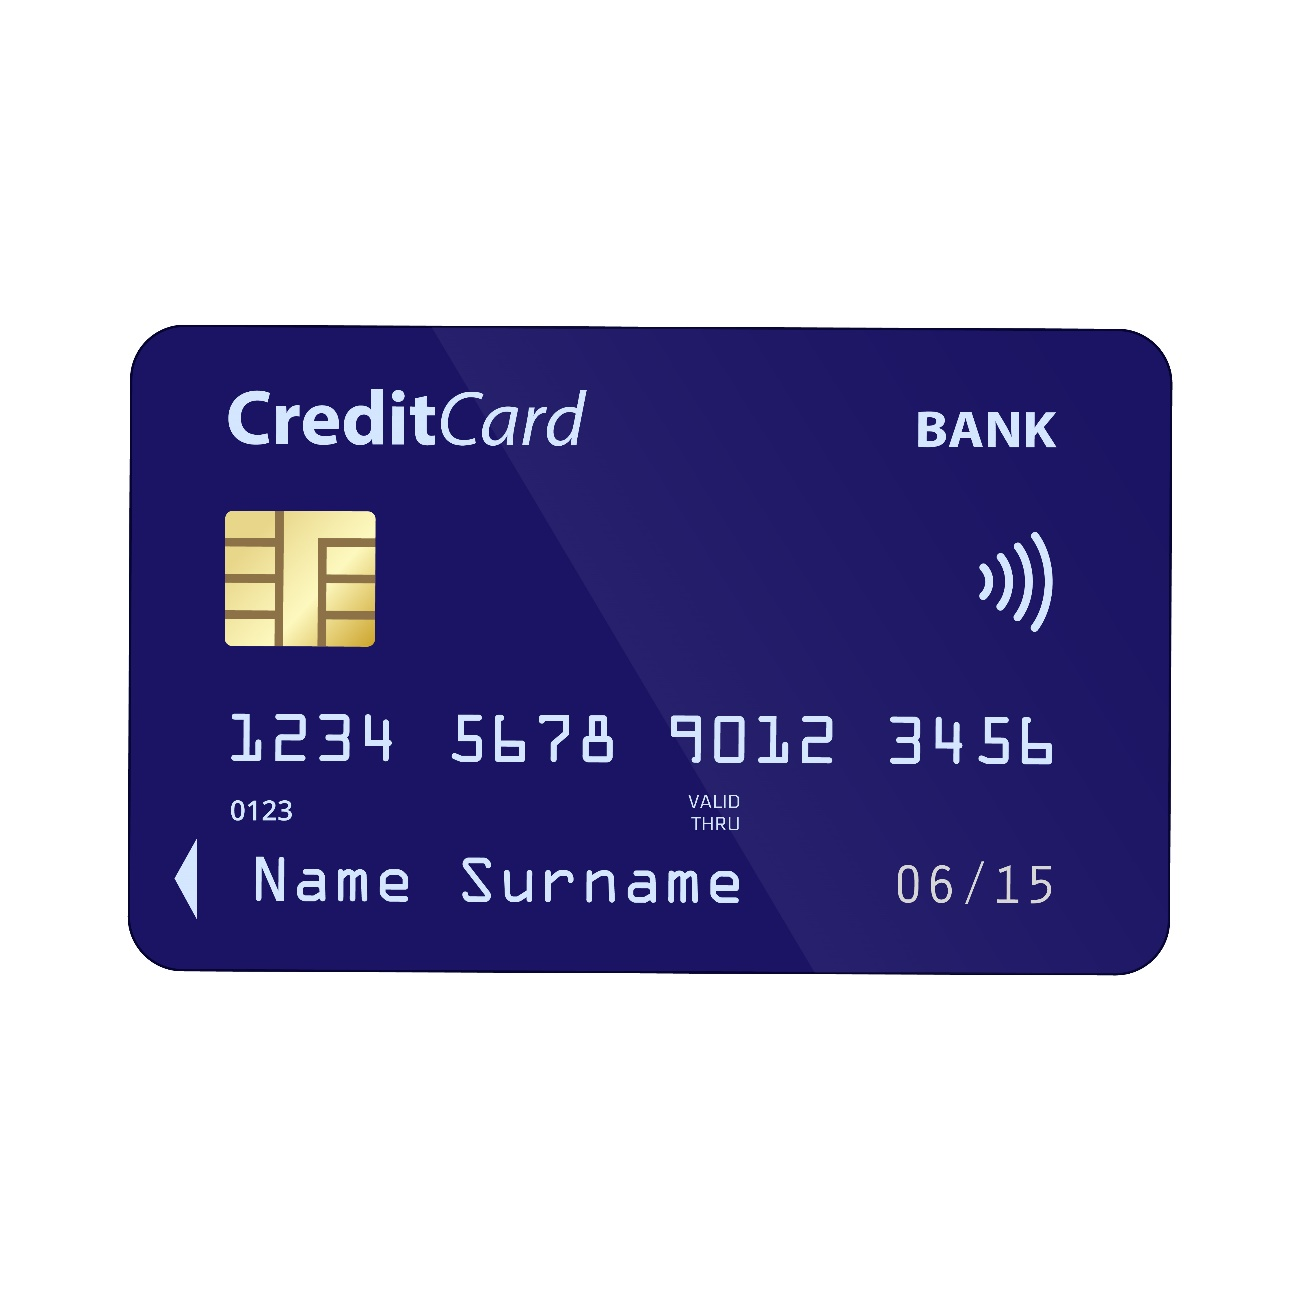 CreditCard
BANK
1234 5678 9012 3456
0123
VALID
THRU
Name Surname
06/15